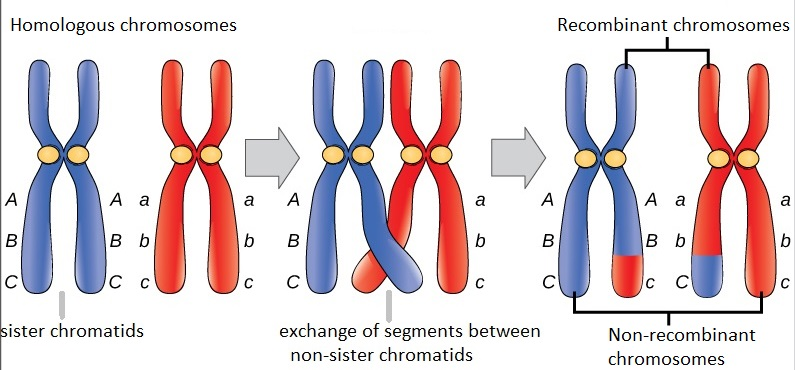 Homologous chromosomes
Recombinant chromosomes
A A a a
B B b b
C C c c
A a
B b
C c
A A a a
B B b b
C c C c
sister chromatids
exchange of segments between
non-sister chromatids
Non-recombinant
chromosomes